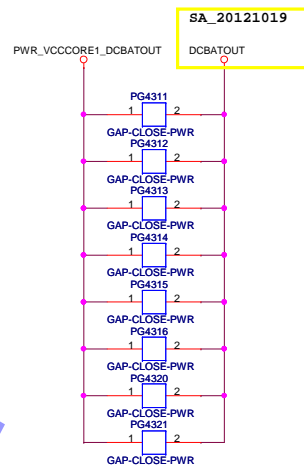 SA_20121019
PWR_VCCCORE1_DCBATOUT DCBATOUT
PG4311
1 2
GAP-CLOSE-PWR
PG4312
1 2
GAP-CLOSE-PWR
PG4313
1 2
GAP-CLOSE-PWR
PG4314
1 2
GAP-CLOSE-PWR
PG4315
1 2
GAP-CLOSE-PWR
PG4316
1 2
GAP-CLOSE-PWR
PG4320
1 2
GAP-CLOSE-PWR
PG4321
1 2
GAP-CLOSE-PWR